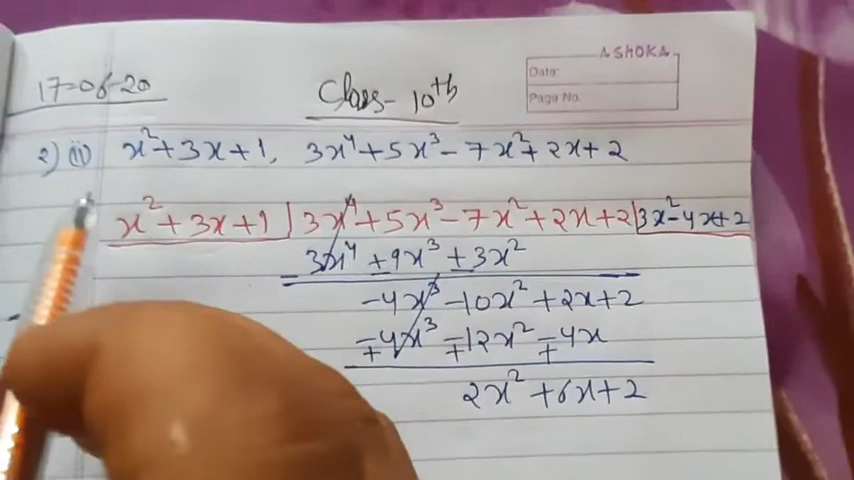 ASHOKA
17-06-20 Class- 10th Date:
Page No.
2) (ii) x²+3x+1, 3x⁴+5x³-7x²+2x+2
x²+3x+1 | 3x⁴+5x³-7x²+2x+2 | 3x²-4x+2
3x⁴+9x³+3x²
- - -
-4x³-10x²+2x+2
-4x³-12x²-4x
+ + +
2x²+6x+2